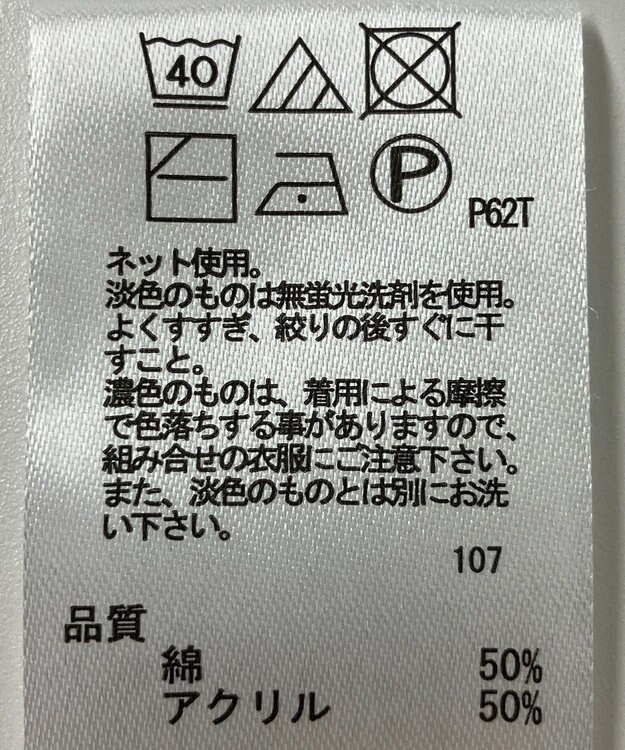 40
P
P62T
ネット使用。
淡色のものは無蛍光洗剤を使用。
よくすすぎ、絞りの後すぐに干
すこと。
濃色のものは、着用による摩擦
で色落ちする事がありますので、
組み合せの衣服にご注意下さい。
また、淡色のものとは別にお洗
い下さい。
107
品質
綿 50%
アクリル 50%